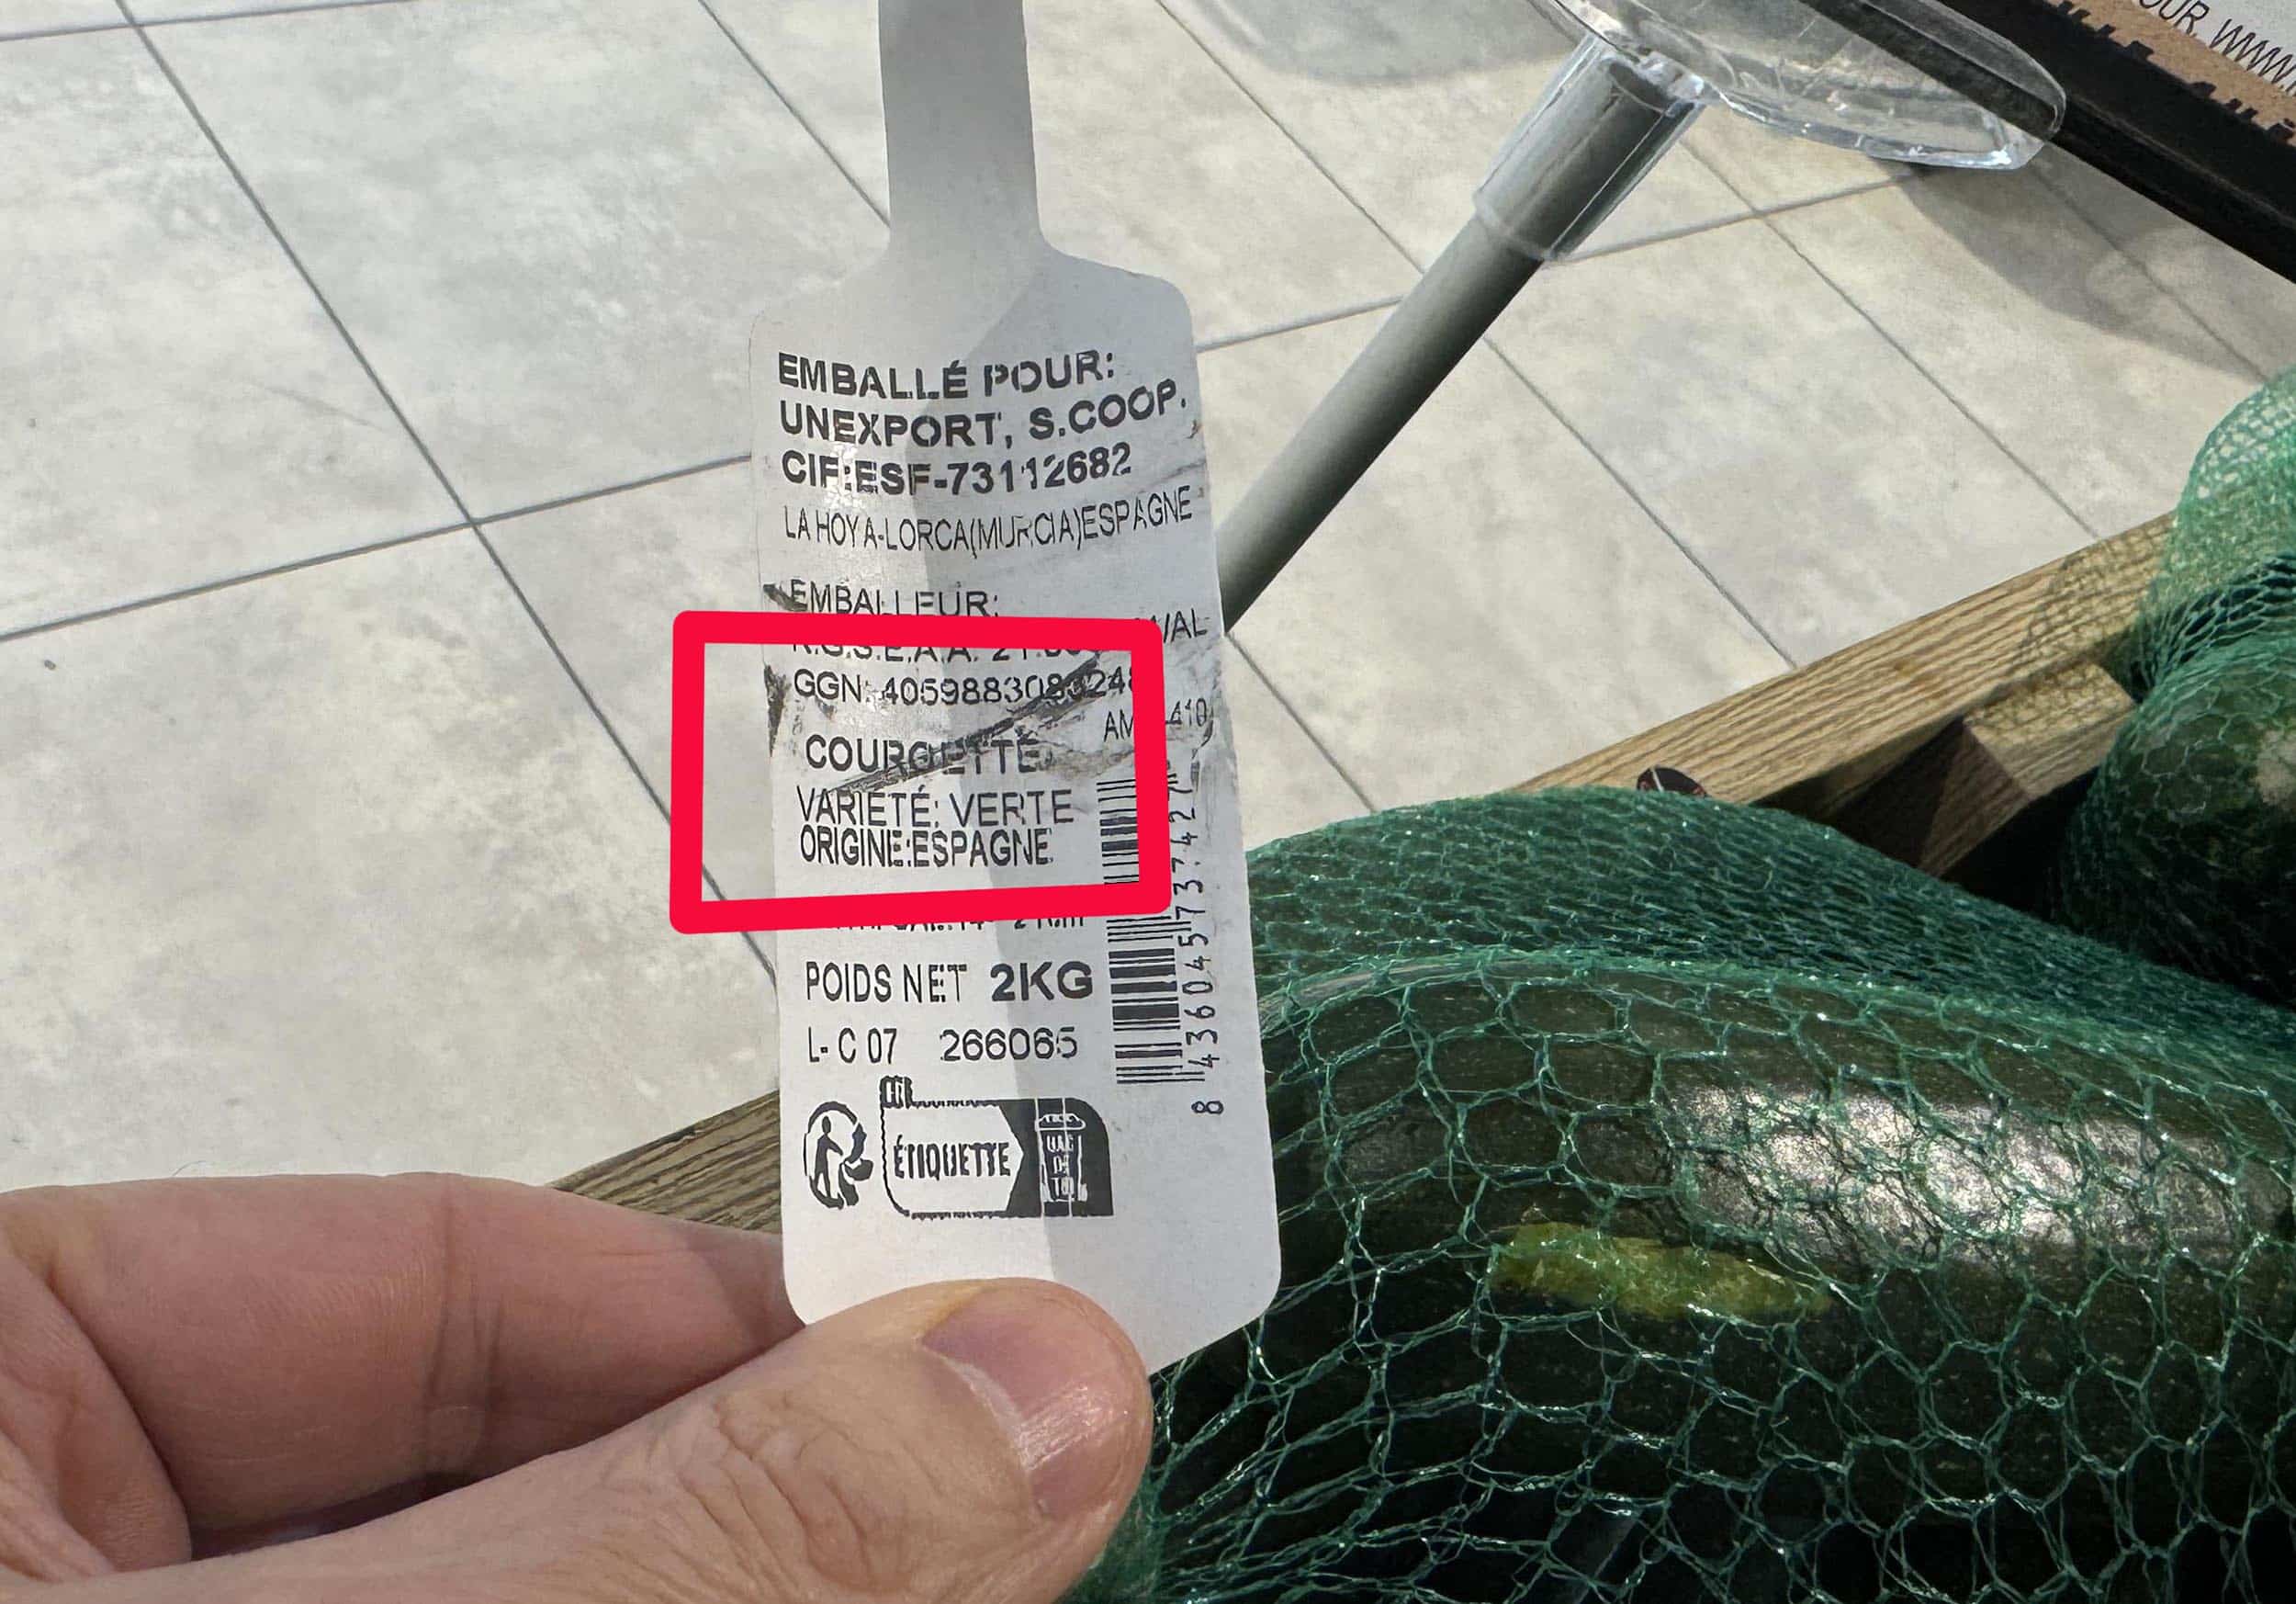 EMBALLÉ POUR:
UNEXPORT, S.COOP.
CIF:ESF-73112682
LA HOYA-LORCA(MURCIA)ESPAGNE
EMBALLEUR:
R.G.S.E.A.A.
GGN:
COURGETTE
VARIETÉ: VERTE
ORIGINE:ESPAGNE
POIDS NET 2KG
L- C 07 266065
ÉTIQUETTE